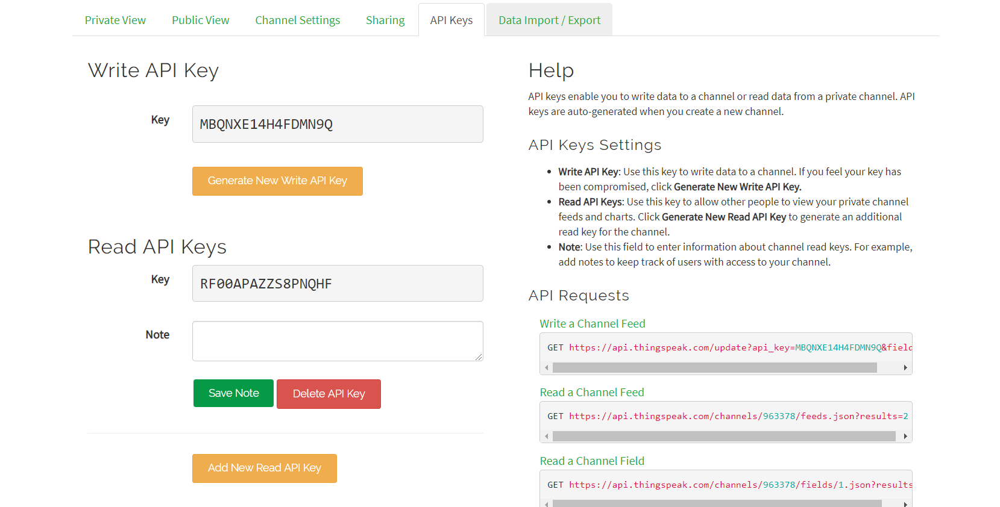 Private View
Public View
Channel Settings
Sharing
API Keys
Data Import / Export
Write API Key
Key
MBQNXE14H4FDMN9Q
Generate New Write API Key
Read API Keys
Key
RF00APAZZS8PNQHF
Note
Save Note
Delete API Key
Add New Read API Key
Help
API keys enable you to write data to a channel or read data from a private channel. API
keys are auto-generated when you create a new channel.
API Keys Settings
• Write API Key: Use this key to write data to a channel. If you feel your key has
been compromised, click Generate New Write API Key.
• Read API Keys: Use this key to allow other people to view your private channel
feeds and charts. Click Generate New Read API Key to generate an additional
read key for the channel.
• Note: Use this field to enter information about channel read keys. For example,
add notes to keep track of users with access to your channel.
API Requests
Write a Channel Feed
GET https://api.thingspeak.com/update?api_key=MBQNXE14H4FDMN9Q&field
Read a Channel Feed
GET https://api.thingspeak.com/channels/963378/feeds.json?results=2
Read a Channel Field
GET https://api.thingspeak.com/channels/963378/fields/1.json?results